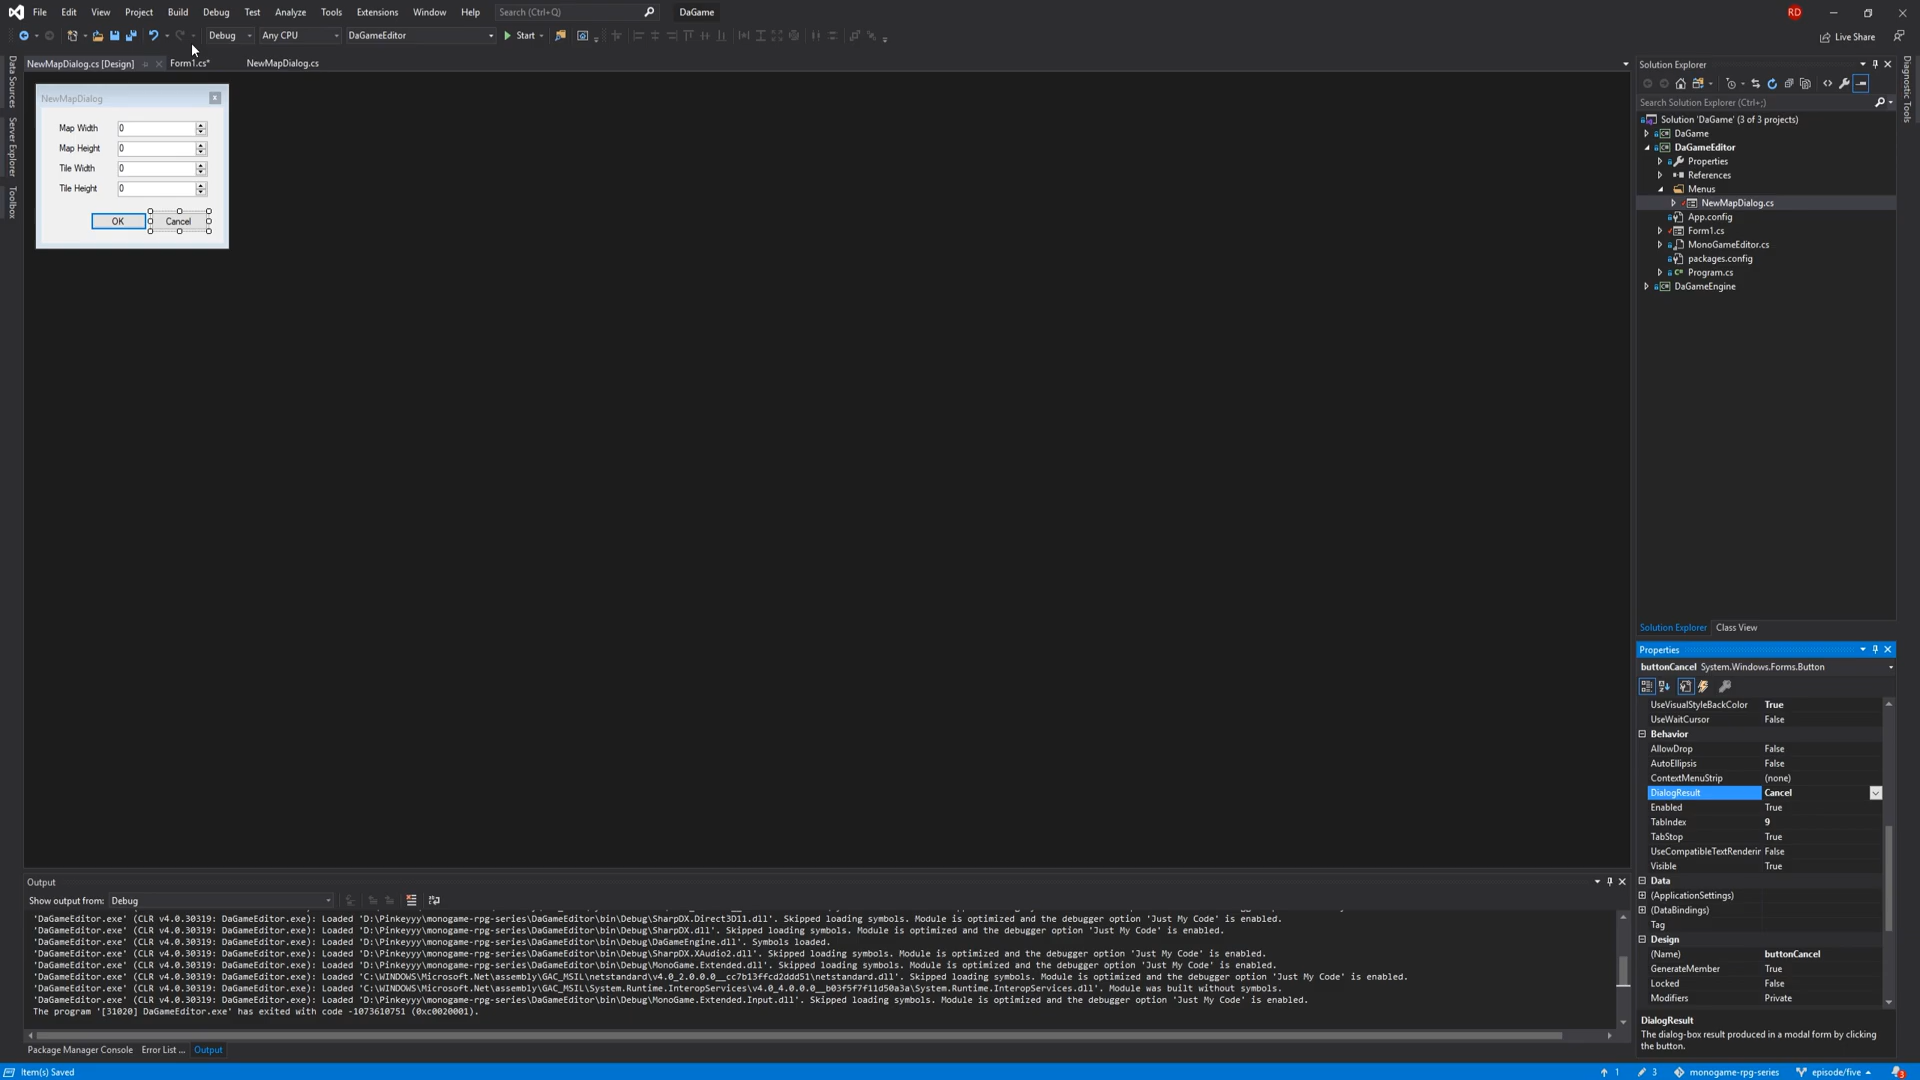 File Edit View Project Build Debug Test Analyze Tools Extensions Window Help Search (Ctrl+Q) DaGame RD
Debug Any CPU DaGameEditor Start Live Share
NewMapDialog.cs [Design] Form1.cs* NewMapDialog.cs
Data Sources
Server Explorer
Toolbox
NewMapDialog
Map Width 0
Map Height 0
Tile Width 0
Tile Height 0
OK Cancel
Solution Explorer
Search Solution Explorer (Ctrl+;)
Solution 'DaGame' (3 of 3 projects)
DaGame
DaGameEditor
Properties
References
Menus
NewMapDialog.cs
App.config
Form1.cs
MonoGameEditor.cs
packages.config
Program.cs
DaGameEngine
Diagnostic Tools
Solution Explorer Class View
Properties
buttonCancel System.Windows.Forms.Button
UseVisualStyleBackColor True
UseWaitCursor False
Behavior
AllowDrop False
AutoEllipsis False
ContextMenuStrip (none)
DialogResult Cancel
Enabled True
TabIndex 9
TabStop True
UseCompatibleTextRenderin False
Visible True
Data
(ApplicationSettings)
(DataBindings)
Tag
Design
(Name) buttonCancel
GenerateMember True
Locked False
Modifiers Private
DialogResult
The dialog-box result produced in a modal form by clicking
the button.
Output
Show output from: Debug
'DaGameEditor.exe' (CLR v4.0.30319: DaGameEditor.exe): Loaded 'D:\Pinkeyyy\monogame-rpg-series\DaGameEditor\bin\Debug\SharpDX.Direct3D11.dll'. Skipped loading symbols. Module is optimized and the debugger option 'Just My Code' is enabled.
'DaGameEditor.exe' (CLR v4.0.30319: DaGameEditor.exe): Loaded 'D:\Pinkeyyy\monogame-rpg-series\DaGameEditor\bin\Debug\SharpDX.dll'. Skipped loading symbols. Module is optimized and the debugger option 'Just My Code' is enabled.
'DaGameEditor.exe' (CLR v4.0.30319: DaGameEditor.exe): Loaded 'D:\Pinkeyyy\monogame-rpg-series\DaGameEditor\bin\Debug\DaGameEngine.dll'. Symbols loaded.
'DaGameEditor.exe' (CLR v4.0.30319: DaGameEditor.exe): Loaded 'D:\Pinkeyyy\monogame-rpg-series\DaGameEditor\bin\Debug\SharpDX.XAudio2.dll'. Skipped loading symbols. Module is optimized and the debugger option 'Just My Code' is enabled.
'DaGameEditor.exe' (CLR v4.0.30319: DaGameEditor.exe): Loaded 'D:\Pinkeyyy\monogame-rpg-series\DaGameEditor\bin\Debug\MonoGame.Extended.dll'. Skipped loading symbols. Module is optimized and the debugger option 'Just My Code' is enabled.
'DaGameEditor.exe' (CLR v4.0.30319: DaGameEditor.exe): Loaded 'C:\WINDOWS\Microsoft.Net\assembly\GAC_MSIL\netstandard\v4.0_2.0.0.0__cc7b13ffcd2ddd51\netstandard.dll'. Skipped loading symbols. Module is optimized and the debugger option 'Just My Code' is enabled.
'DaGameEditor.exe' (CLR v4.0.30319: DaGameEditor.exe): Loaded 'C:\WINDOWS\Microsoft.Net\assembly\GAC_MSIL\System.Runtime.InteropServices\v4.0_4.0.0.0__b03f5f7f11d50a3a\System.Runtime.InteropServices.dll'. Module was built without symbols.
'DaGameEditor.exe' (CLR v4.0.30319: DaGameEditor.exe): Loaded 'D:\Pinkeyyy\monogame-rpg-series\DaGameEditor\bin\Debug\MonoGame.Extended.Input.dll'. Skipped loading symbols. Module is optimized and the debugger option 'Just My Code' is enabled.
The program '[31020] DaGameEditor.exe' has exited with code -1073610751 (0xc0020001).
Package Manager Console Error List ... Output
Item(s) Saved 1 3 monogame-rpg-series episode/five 3